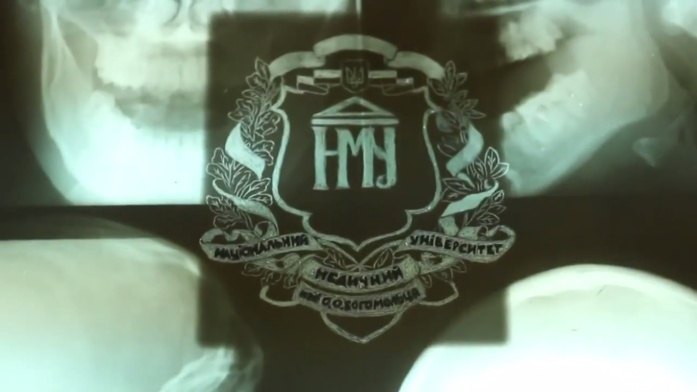 НМУ
НАЦІОНАЛЬНИЙ
УНІВЕРСИТЕТ
МЕДИЧНИЙ
ІМ О.О.БОГОМОЛЬЦЯ